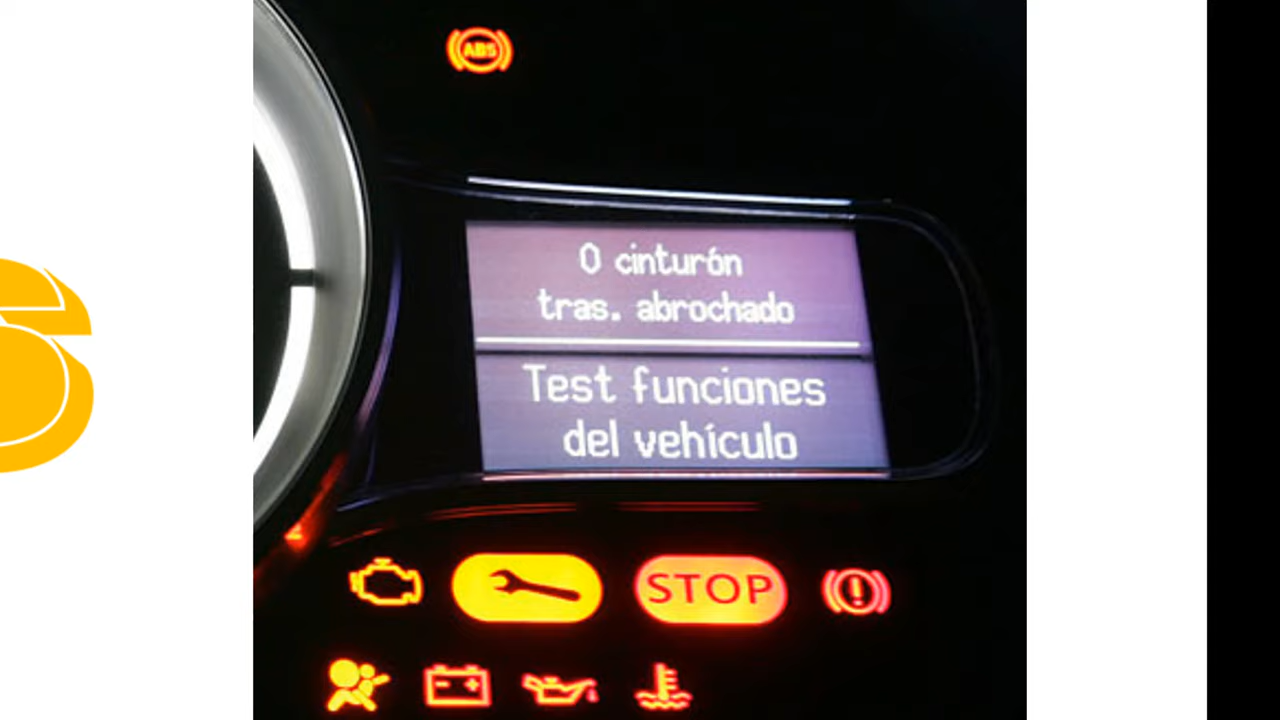 ABS
0 cinturón
tras. abrochado
Test funciones
del vehículo
STOP